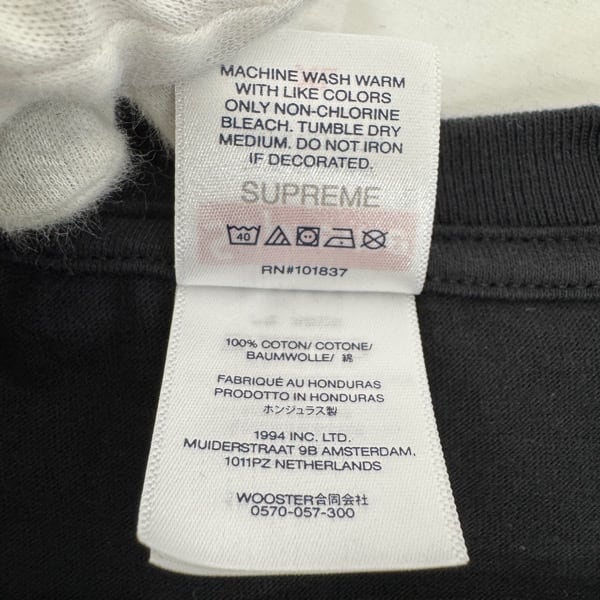 MACHINE WASH WARM
WITH LIKE COLORS
ONLY NON-CHLORINE
BLEACH. TUMBLE DRY
MEDIUM. DO NOT IRON
IF DECORATED.
SUPREME
40
RN#101837
100% COTON/ COTONE/
BAUMWOLLE/ 綿
FABRIQUÉ AU HONDURAS
PRODOTTO IN HONDURAS
ホンジュラス製
1994 INC. LTD.
MUIDERSTRAAT 9B AMSTERDAM,
1011PZ NETHERLANDS
WOOSTER合同会社
0570-057-300